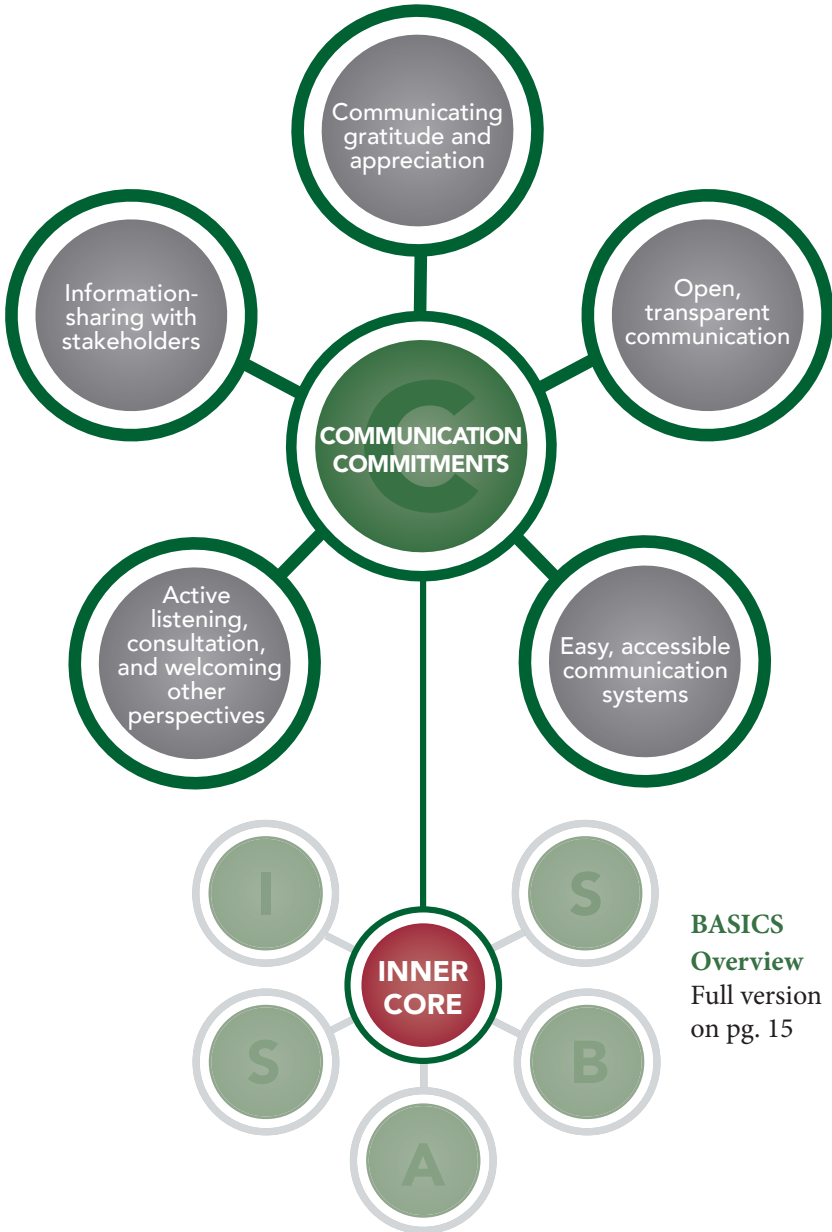 Communicating
gratitude and
appreciation
Information-
sharing with
stakeholders
Open,
transparent
communication
C
COMMUNICATION
COMMITMENTS
Active
listening,
consultation,
and welcoming
other
perspectives
Easy, accessible
communication
systems
I
S
INNER
CORE
S
B
A
BASICS
Overview
Full version
on pg. 15